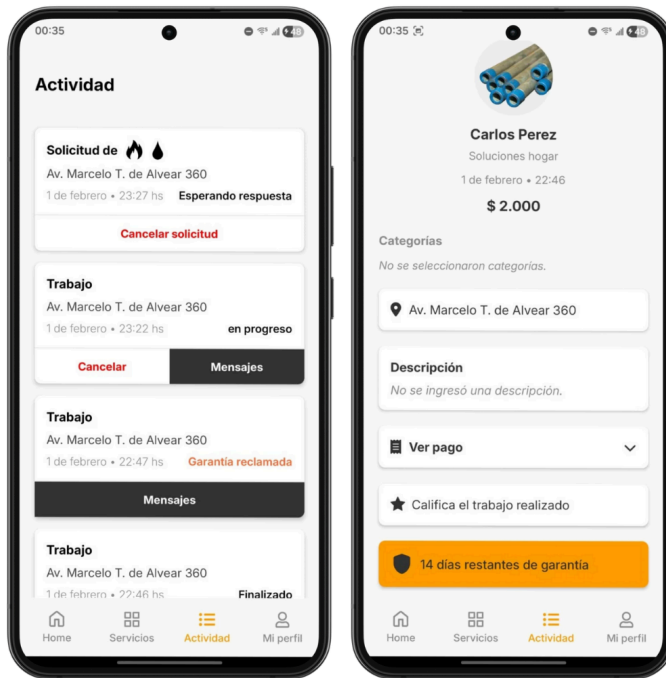 00:35
48
Actividad
Solicitud de
Av. Marcelo T. de Alvear 360
1 de febrero • 23:27 hs Esperando respuesta
Cancelar solicitud
Trabajo
Av. Marcelo T. de Alvear 360
1 de febrero • 23:22 hs en progreso
Cancelar Mensajes
Trabajo
Av. Marcelo T. de Alvear 360
1 de febrero • 22:47 hs Garantía reclamada
Mensajes
Trabajo
Av. Marcelo T. de Alvear 360
1 de febrero • 22:46 hs Finalizado
Home Servicios Actividad Mi perfil
00:35
48
Carlos Perez
Soluciones hogar
1 de febrero • 22:46
$ 2.000
Categorías
No se seleccionaron categorías.
Av. Marcelo T. de Alvear 360
Descripción
No se ingresó una descripción.
Ver pago
Califica el trabajo realizado
14 días restantes de garantía
Home Servicios Actividad Mi perfil